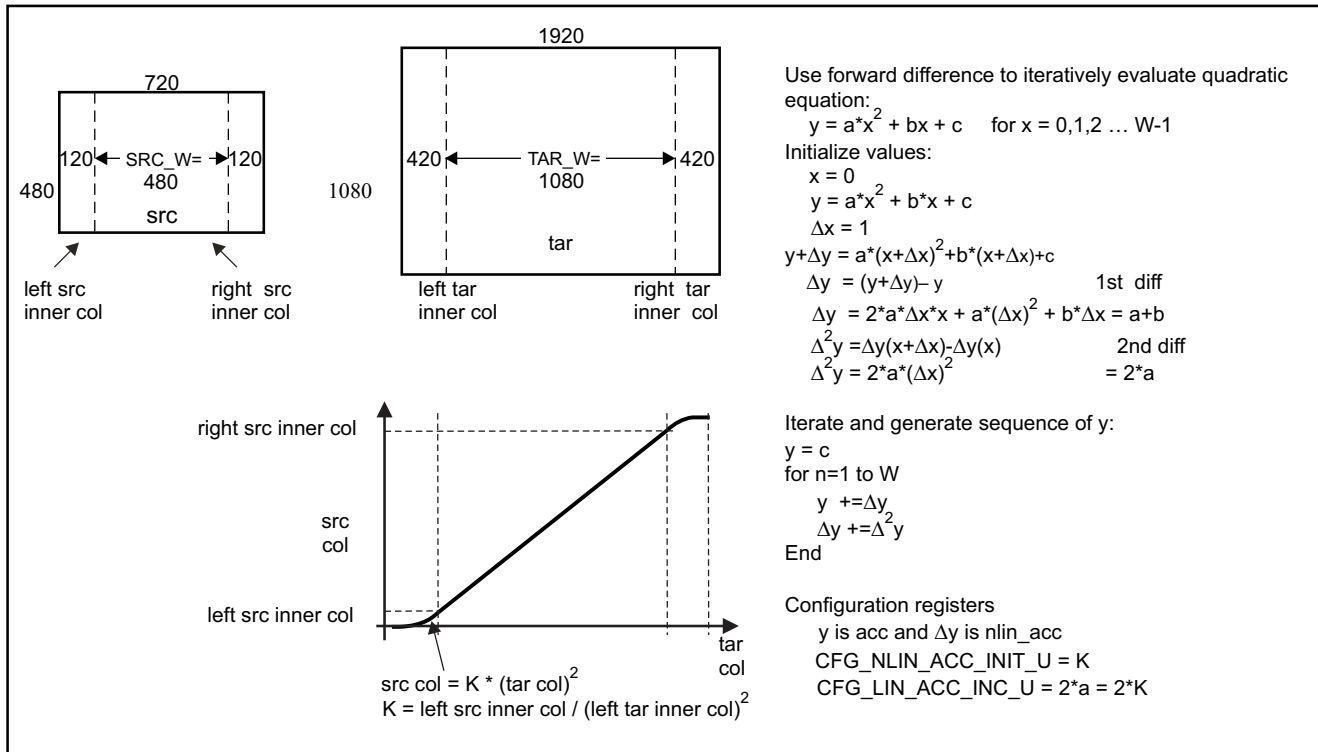 720
120
SRC_W=
480
120
480
src
left src
inner col
right src
inner col
1920
420
TAR_W=
1080
420
1080
tar
left tar
inner col
right tar
inner col
right src inner col
src
col
left src inner col
tar
col
src col = K * (tar col)²
K = left src inner col / (left tar inner col)²
Use forward difference to iteratively evaluate quadratic
equation:
y = a*x² + bx + c for x = 0,1,2 … W-1
Initialize values:
x = 0
y = a*x² + b*x + c
Δx = 1
y+Δy = a*(x+Δx)²+b*(x+Δx)+c
Δy = (y+Δy)– y 1st diff
Δy = 2*a*Δx*x + a*(Δx)² + b*Δx = a+b
Δ²y =Δy(x+Δx)-Δy(x) 2nd diff
Δ²y = 2*a*(Δx)² = 2*a
Iterate and generate sequence of y:
y = c
for n=1 to W
y +=Δy
Δy +=Δ²y
End
Configuration registers
y is acc and Δy is nlin_acc
CFG_NLIN_ACC_INIT_U = K
CFG_LIN_ACC_INC_U = 2*a = 2*K